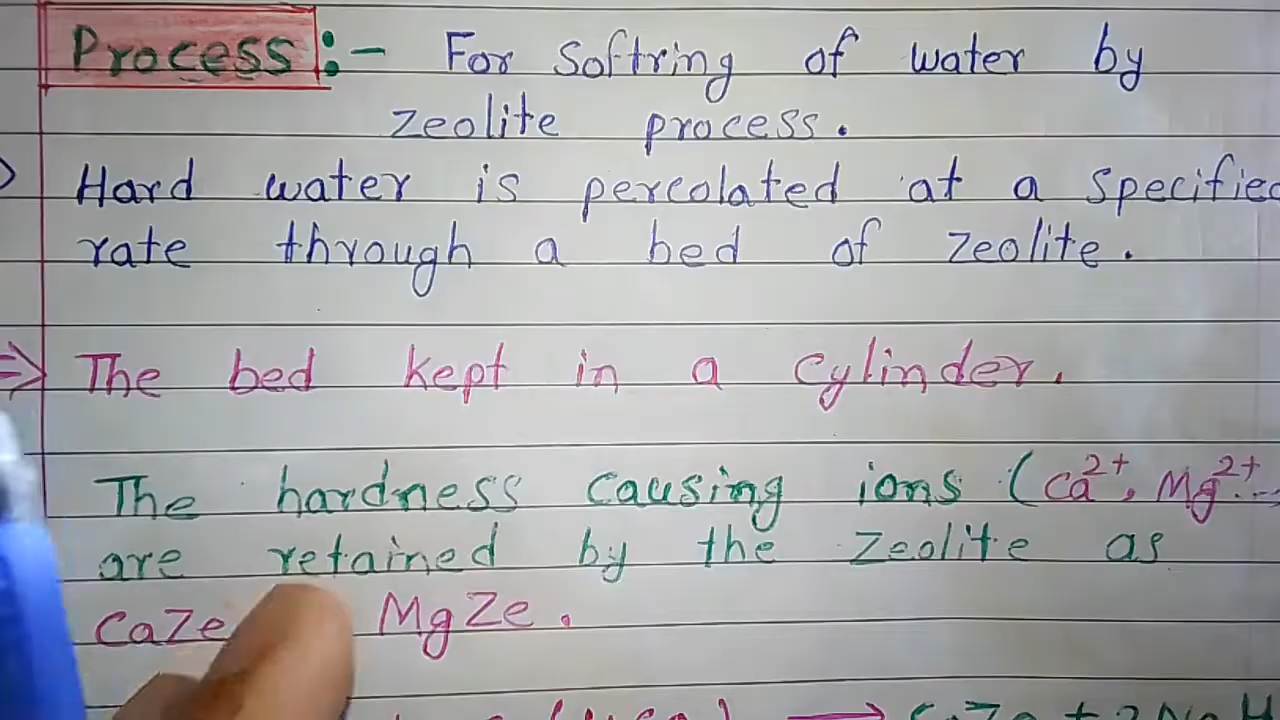 Process :- For Softring of water by
zeolite process.
Hard water is percolated at a specified
rate through a bed of zeolite.
⇒ The bed kept in a cylinder.
The hardness causing ions (Ca²⁺, Mg²⁺...
are retained by the zeolite as
CaZe MgZe.